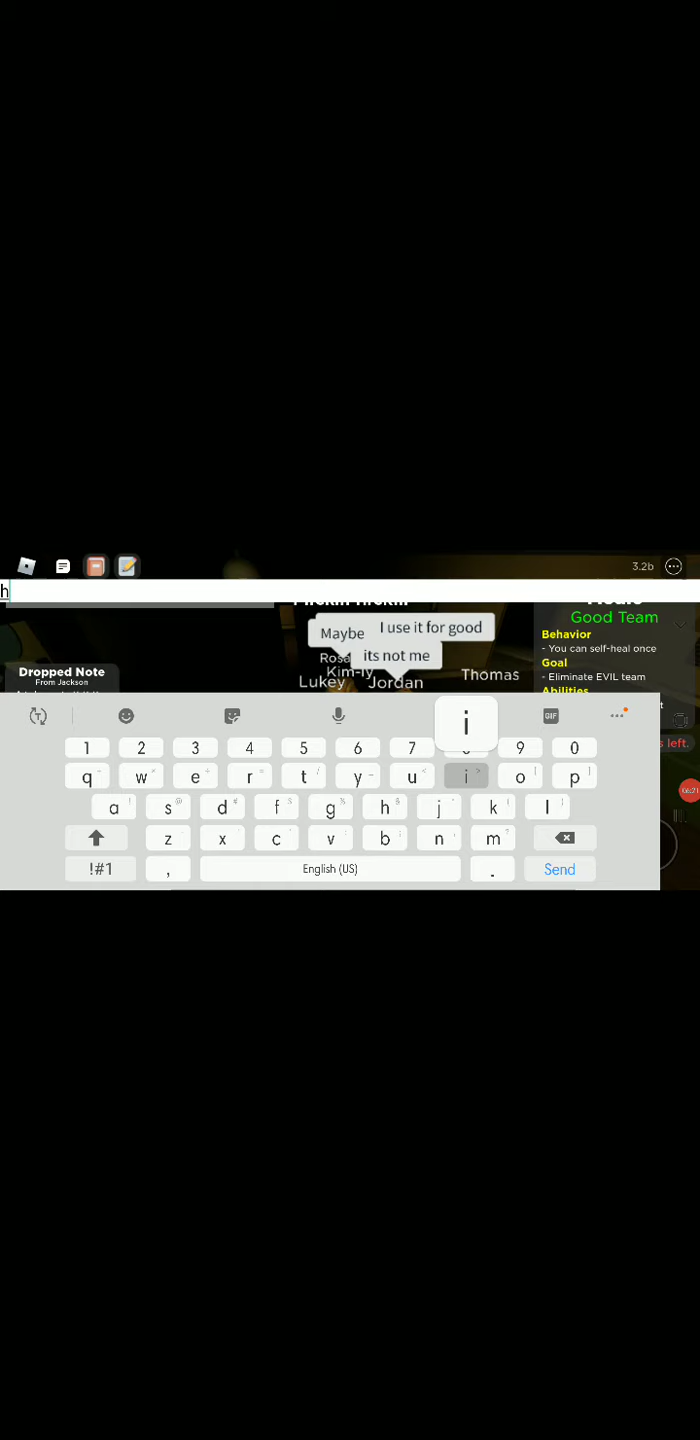 3.2b
h
Good Team
Maybe
I use it for good
Behavior
- You can self-heal once
its not me
Rosa
Goal
Dropped Note
From Jackson
Kim-ly
Lukey
Jordan
Thomas
- Eliminate EVIL team
Abilities
i
GIF
s left.
1 2 3 4 5 6 7 9 0
q w e r t y u i o p
06:21
a s d f g h j k l
z x c v b n m
!#1 , English (US) . Send